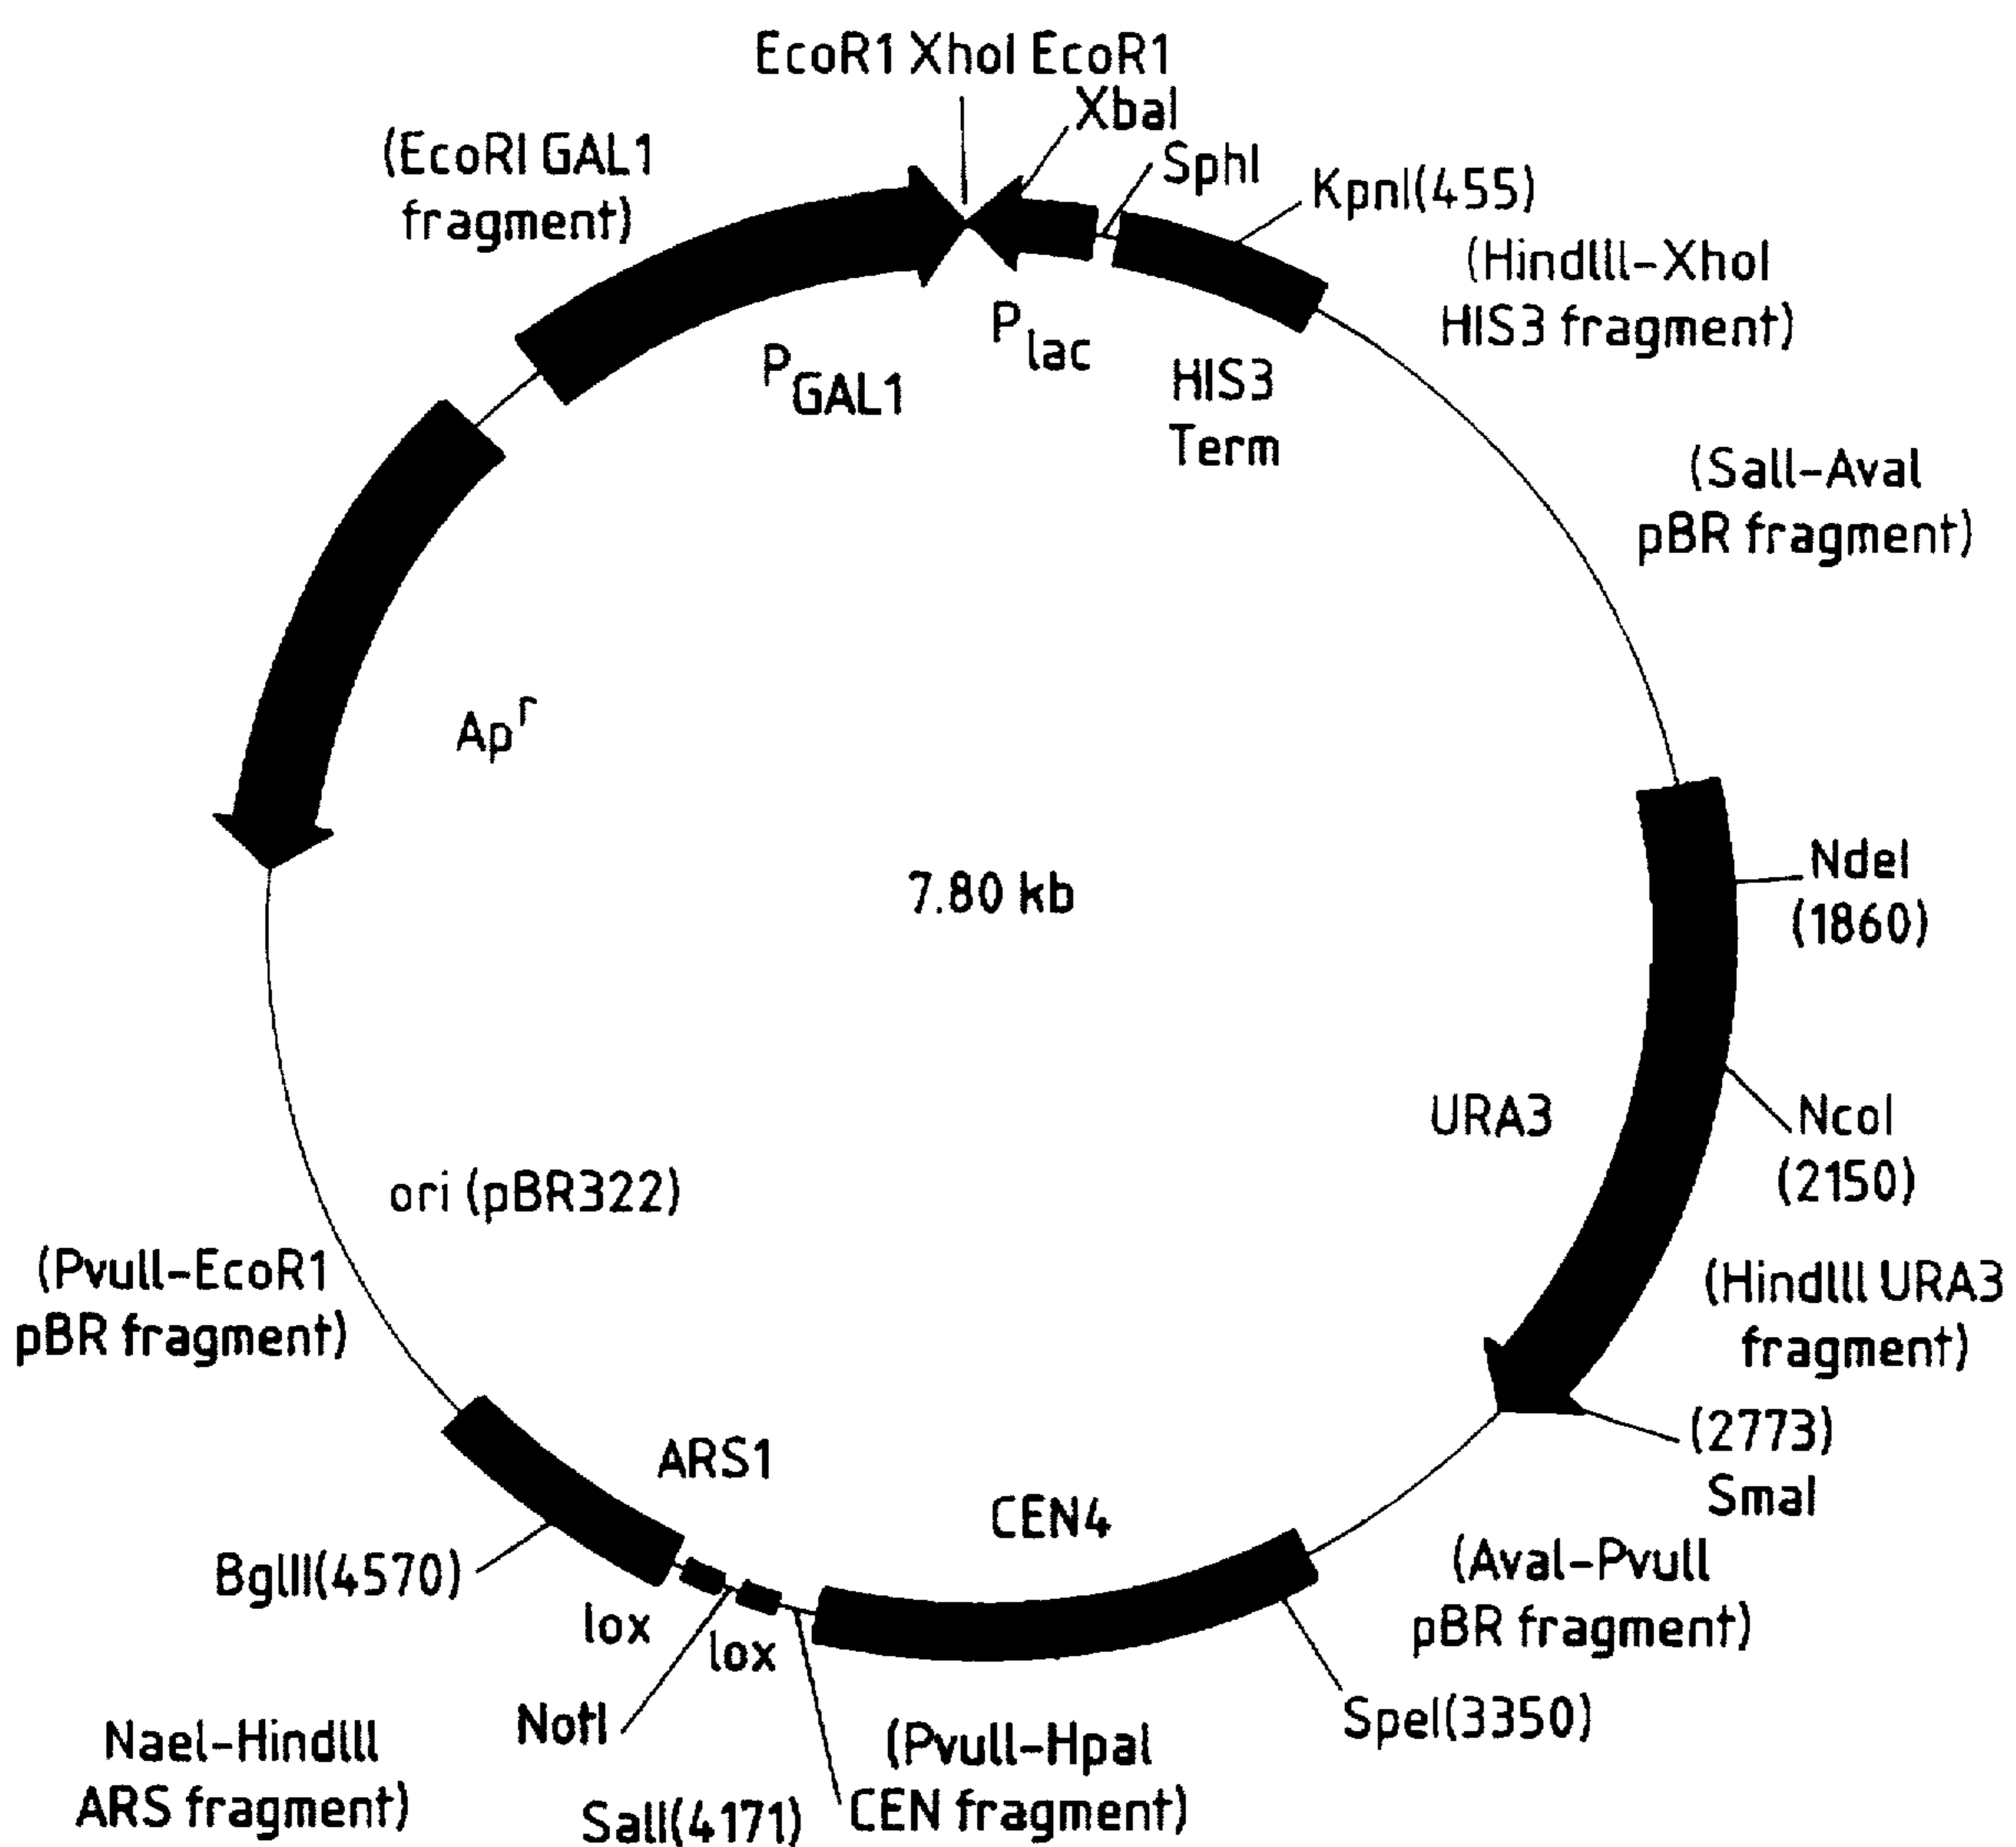 EcoR1 XhoI EcoR1
XbaI
SphI
KpnI(455)
(EcoRI GAL1
fragment)
(HindIII-XhoI
HIS3 fragment)
P lac
P GAL1
HIS3
Term
(SalI-AvaI
pBR fragment)
Ap r
7.80 kb
NdeI
(1860)
URA3
NcoI
(2150)
ori (pBR322)
(PvuII-EcoR1
pBR fragment)
(HindIII URA3
fragment)
(2773)
SmaI
ARS1
CEN4
(AvaI-PvuII
pBR fragment)
BglII(4570)
lox
lox
NotI
SpeI(3350)
NaeI-HindIII
ARS fragment)
SalI(4171)
(PvuII-HpaI
CEN fragment)